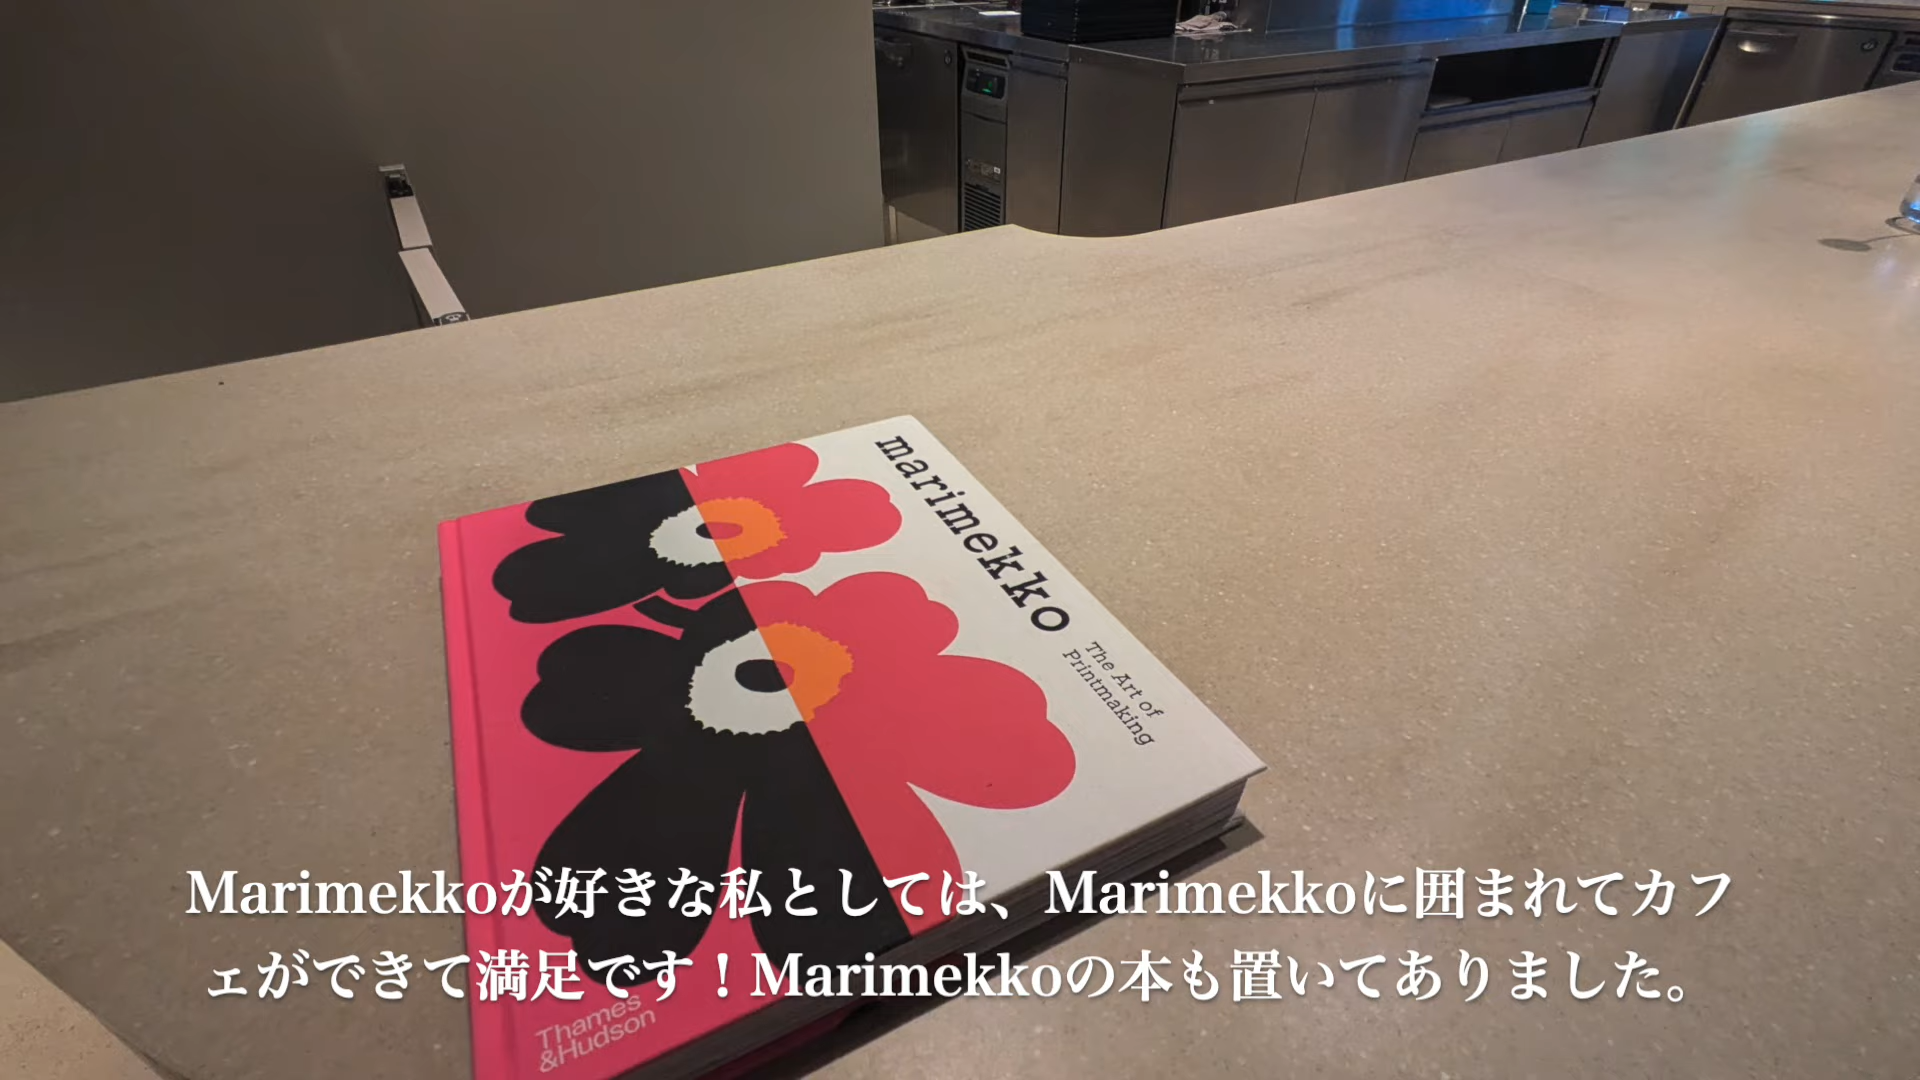 marimekko
The Art of
Printmaking
Marimekkoが好きな私としては、Marimekkoに囲まれてカフ
ェができて満足です！Marimekkoの本も置いてありました。
Thames
&Hudson